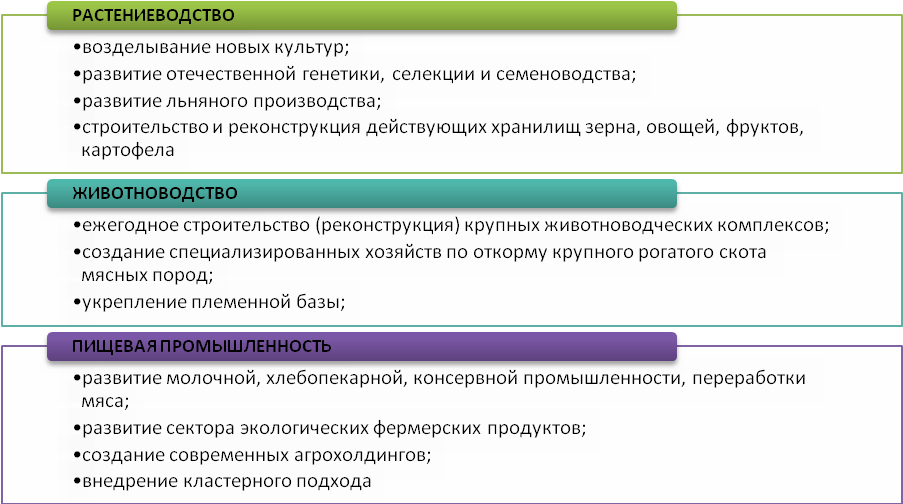 РАСТЕНИЕВОДСТВО
•возделывание новых культур;
•развитие отечественной генетики, селекции и семеноводства;
•развитие льняного производства;
•строительство и реконструкция действующих хранилищ зерна, овощей, фруктов,
картофела
ЖИВОТНОВОДСТВО
•ежегодное строительство (реконструкция) крупных животноводческих комплексов;
•создание специализированных хозяйств по откорму крупного рогатого скота
мясных пород;
•укрепление племенной базы;
ПИЩЕВАЯ ПРОМЫШЛЕННОСТЬ
•развитие молочной, хлебопекарной, консервной промышленности, переработки
мяса;
•развитие сектора экологических фермерских продуктов;
•создание современных агрохолдингов;
•внедрение кластерного подхода